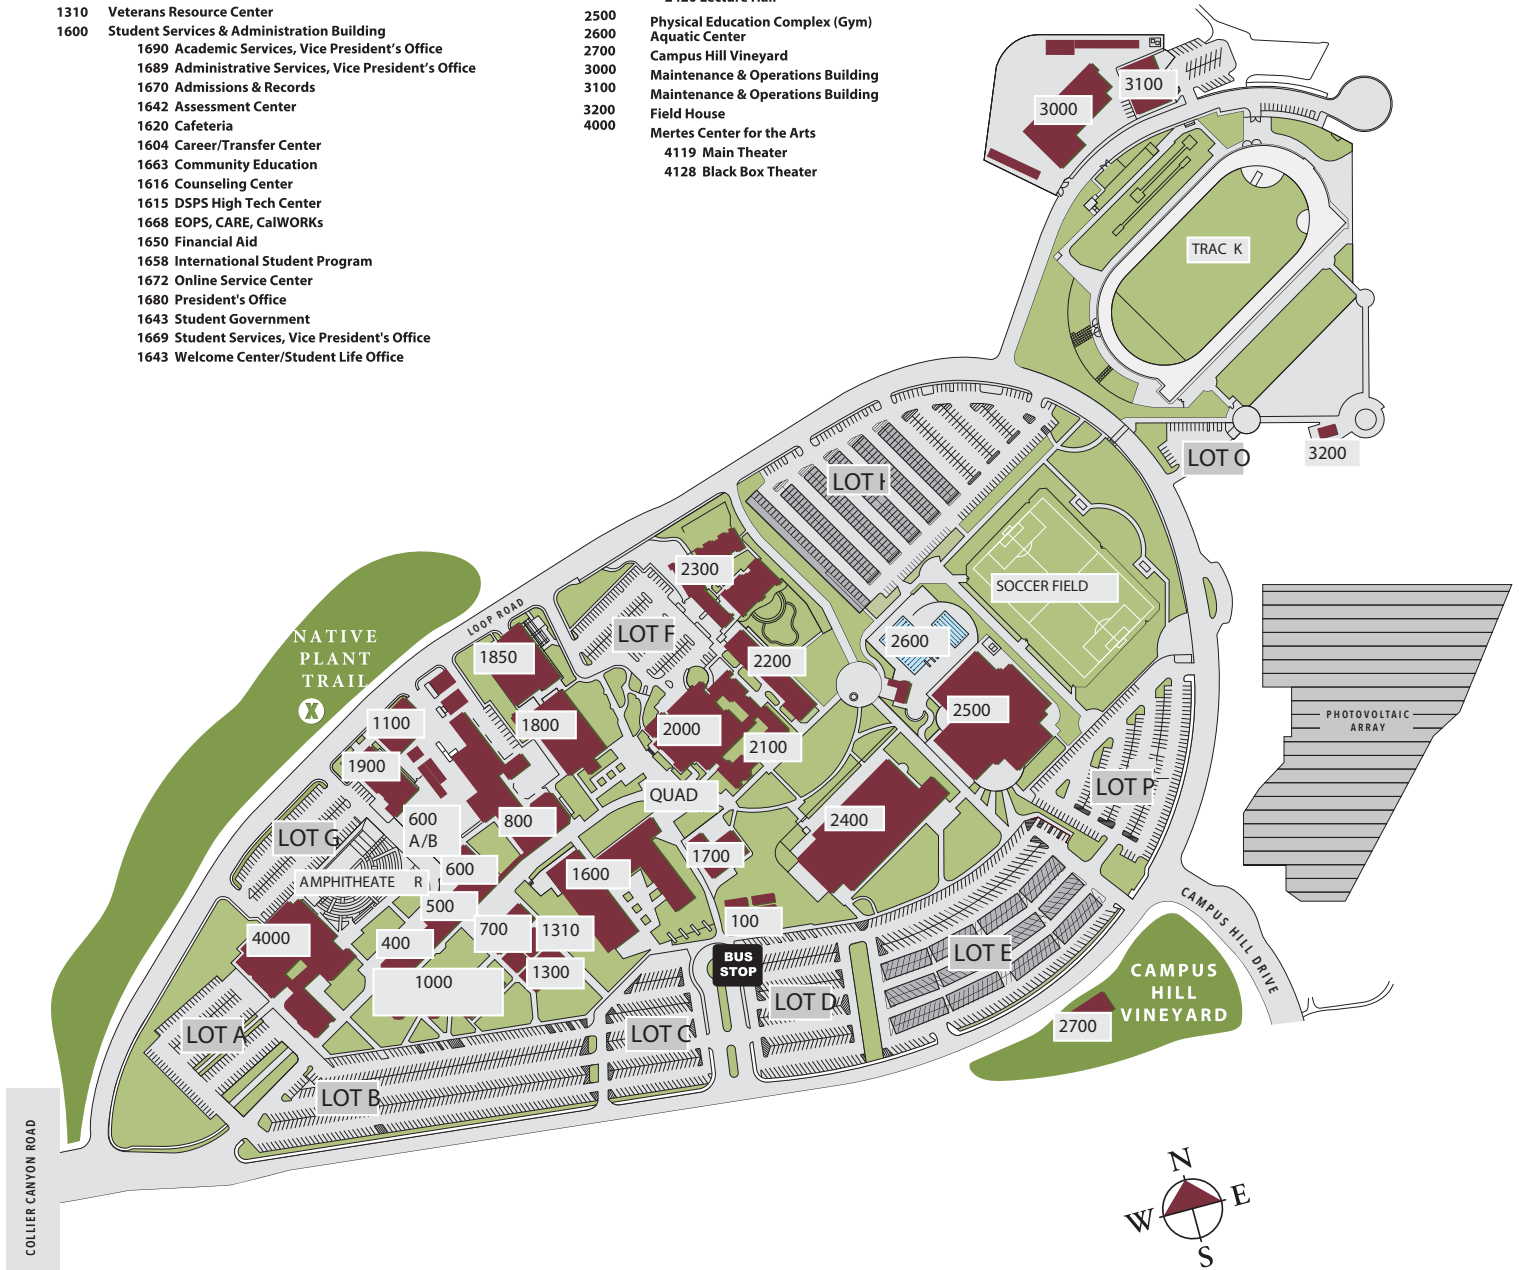 1310 Veterans Resource Center
1600 Student Services & Administration Building
1690 Academic Services, Vice President's Office
1689 Administrative Services, Vice President's Office
1670 Admissions & Records
1642 Assessment Center
1620 Cafeteria
1604 Career/Transfer Center
1663 Community Education
1616 Counseling Center
1615 DSPS High Tech Center
1668 EOPS, CARE, CalWORKs
1650 Financial Aid
1658 International Student Program
1672 Online Service Center
1680 President's Office
1643 Student Government
1669 Student Services, Vice President's Office
1643 Welcome Center/Student Life Office
2500 Physical Education Complex (Gym)
2600 Aquatic Center
2700 Campus Hill Vineyard
3000 Maintenance & Operations Building
3100 Maintenance & Operations Building
3200 Field House
4000 Mertes Center for the Arts
4119 Main Theater
4128 Black Box Theater
3100
3000
TRAC K
LOT O
3200
LOT H
2300
SOCCER FIELD
LOOP ROAD
LOT F
2600
NATIVE
PLANT
TRAIL
X
1850
2200
2500
1100
1800
2000
2100
PHOTOVOLTAIC
ARRAY
1900
QUAD
LOT P
600
A/B
800
2400
LOT G
1700
600
1600
AMPHITHEATE R
500
CAMPUS HILL DRIVE
100
700
1310
4000
400
BUS
STOP
LOT E
1300
1000
CAMPUS
HILL
VINEYARD
LOT D
2700
LOT A
LOT C
LOT B
COLLIER CANYON ROAD
N
E
W
S